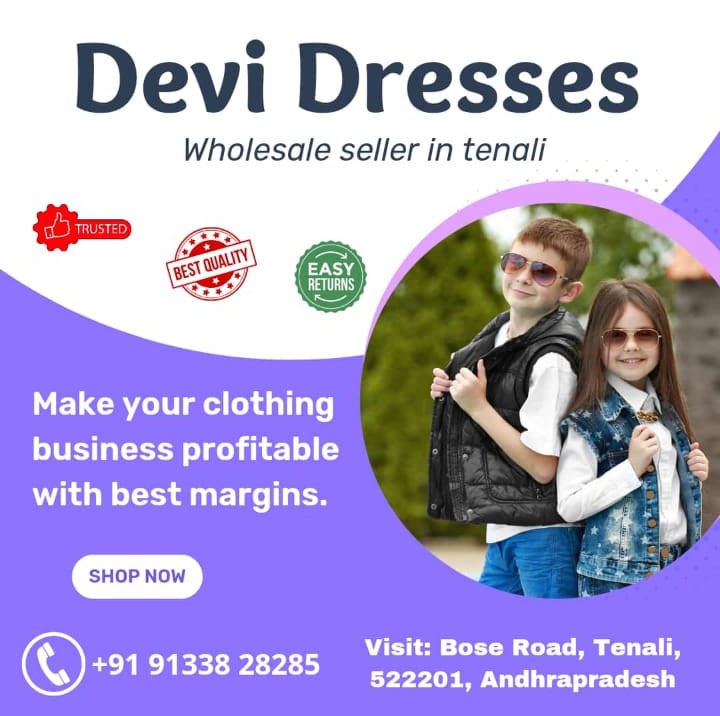 Devi Dresses
Wholesale seller in tenali
TRUSTED
BEST QUALITY
EASY
RETURNS
Make your clothing
business profitable
with best margins.
SHOP NOW
+91 91338 28285
Visit: Bose Road, Tenali,
522201, Andhrapradesh